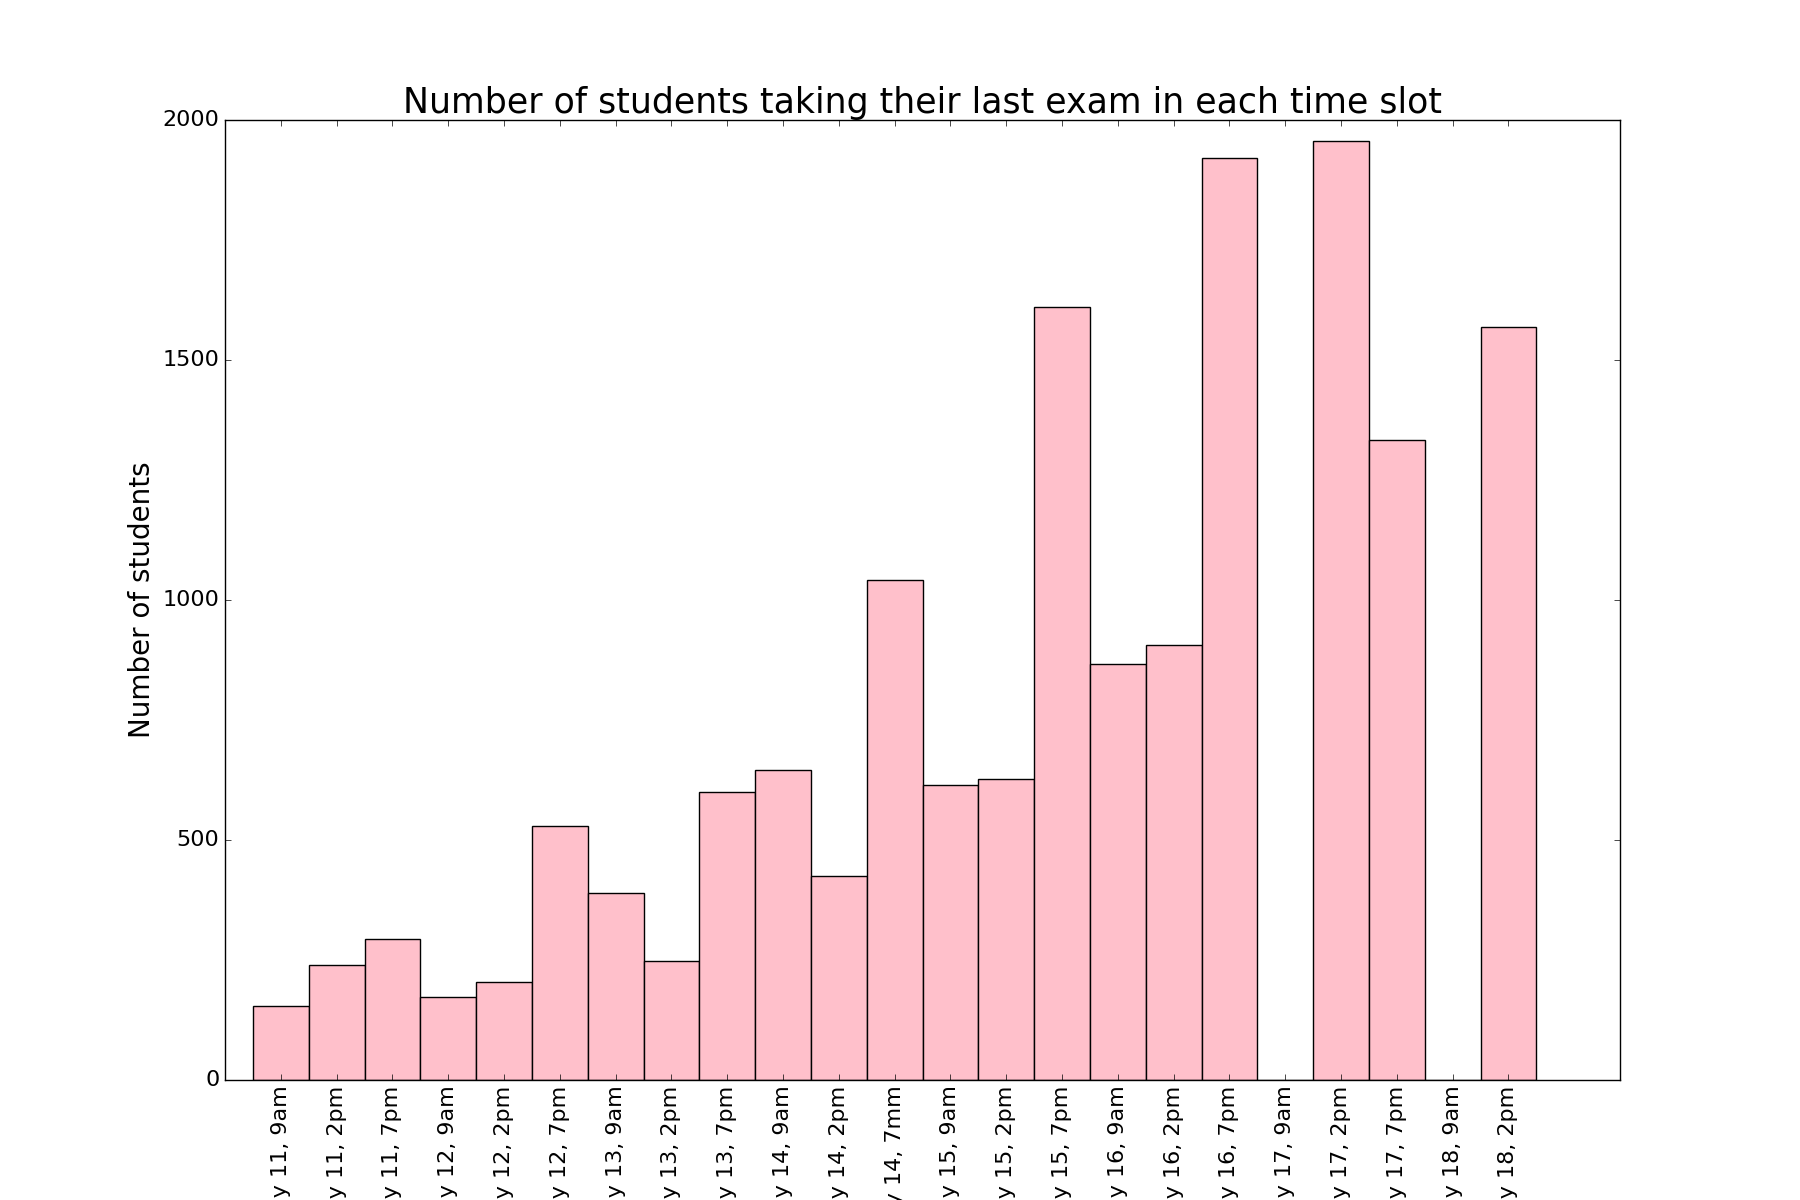 Number of students taking their last exam in each time slot
Number of students
2000
1500
1000
500
0
y 11, 9am
y 11, 2pm
y 11, 7pm
y 12, 9am
y 12, 2pm
y 12, 7pm
y 13, 9am
y 13, 2pm
y 13, 7pm
y 14, 9am
y 14, 2pm
y 14, 7mm
y 15, 9am
y 15, 2pm
y 15, 7pm
y 16, 9am
y 16, 2pm
y 16, 7pm
y 17, 9am
y 17, 2pm
y 17, 7pm
y 18, 9am
y 18, 2pm